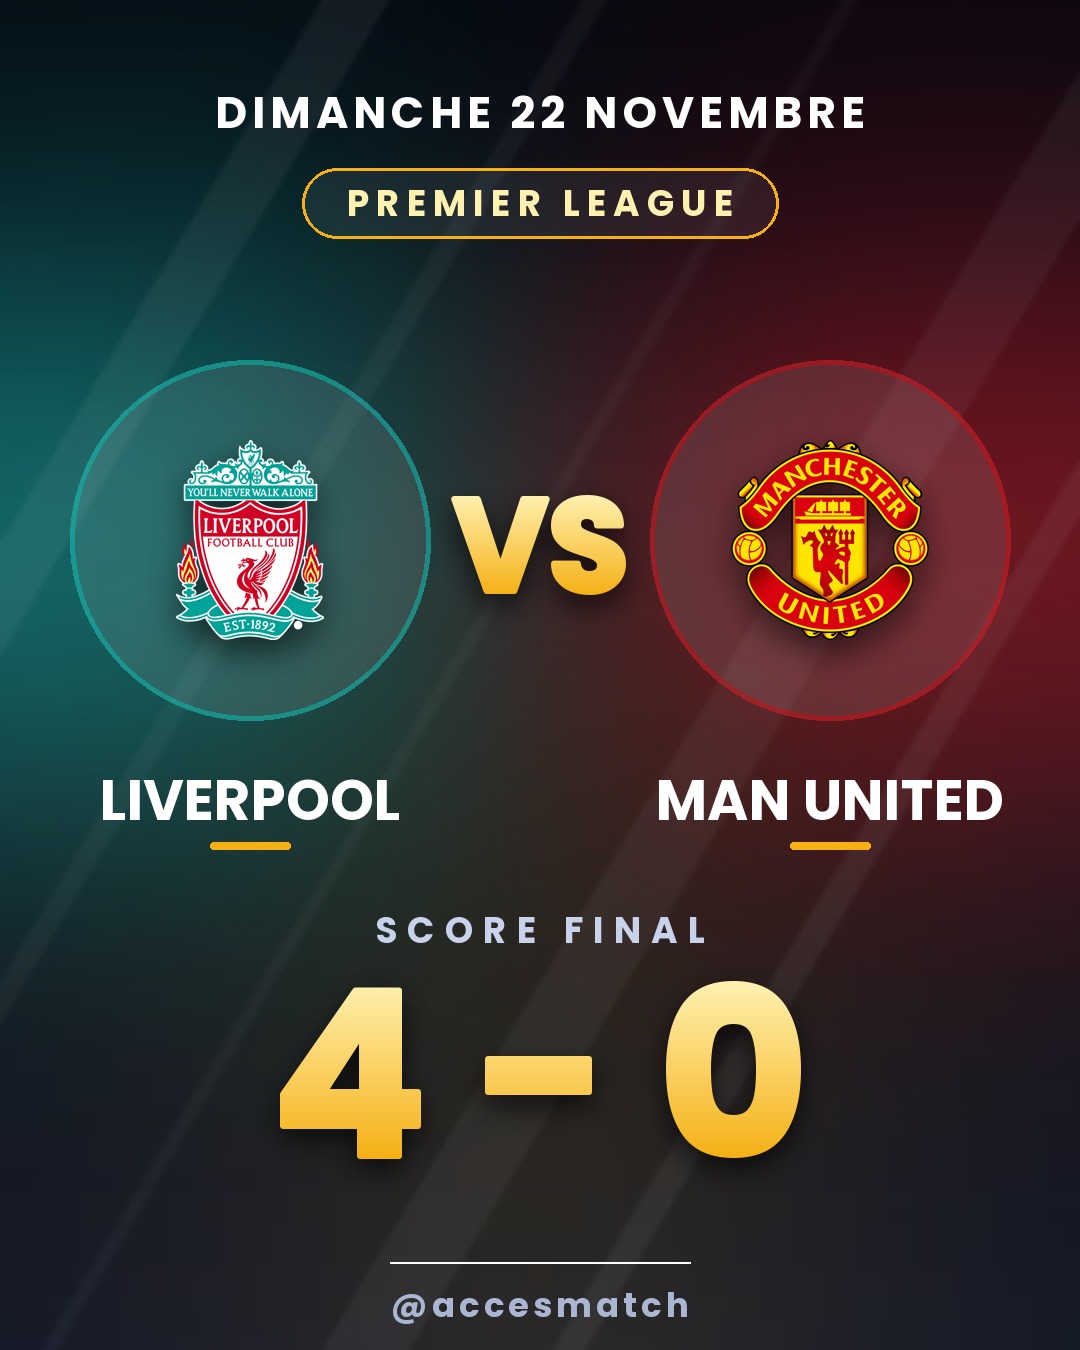 DIMANCHE 22 NOVEMBRE
PREMIER LEAGUE
YOU'LL NEVER WALK ALONE
LIVERPOOL
FOOTBALL CLUB
EST·1892
VS
MANCHESTER
UNITED
LIVERPOOL
MAN UNITED
SCORE FINAL
4 – 0
@accesmatch